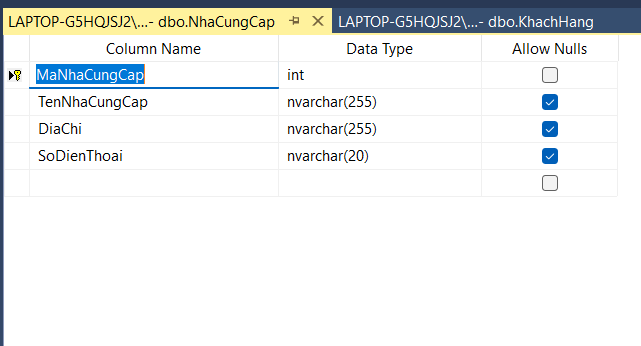 LAPTOP-G5HQJSJ2\...- dbo.NhaCungCap LAPTOP-G5HQJSJ2\...- dbo.KhachHang
Column Name Data Type Allow Nulls
MaNhaCungCap int
TenNhaCungCap nvarchar(255)
DiaChi nvarchar(255)
SoDienThoai nvarchar(20)